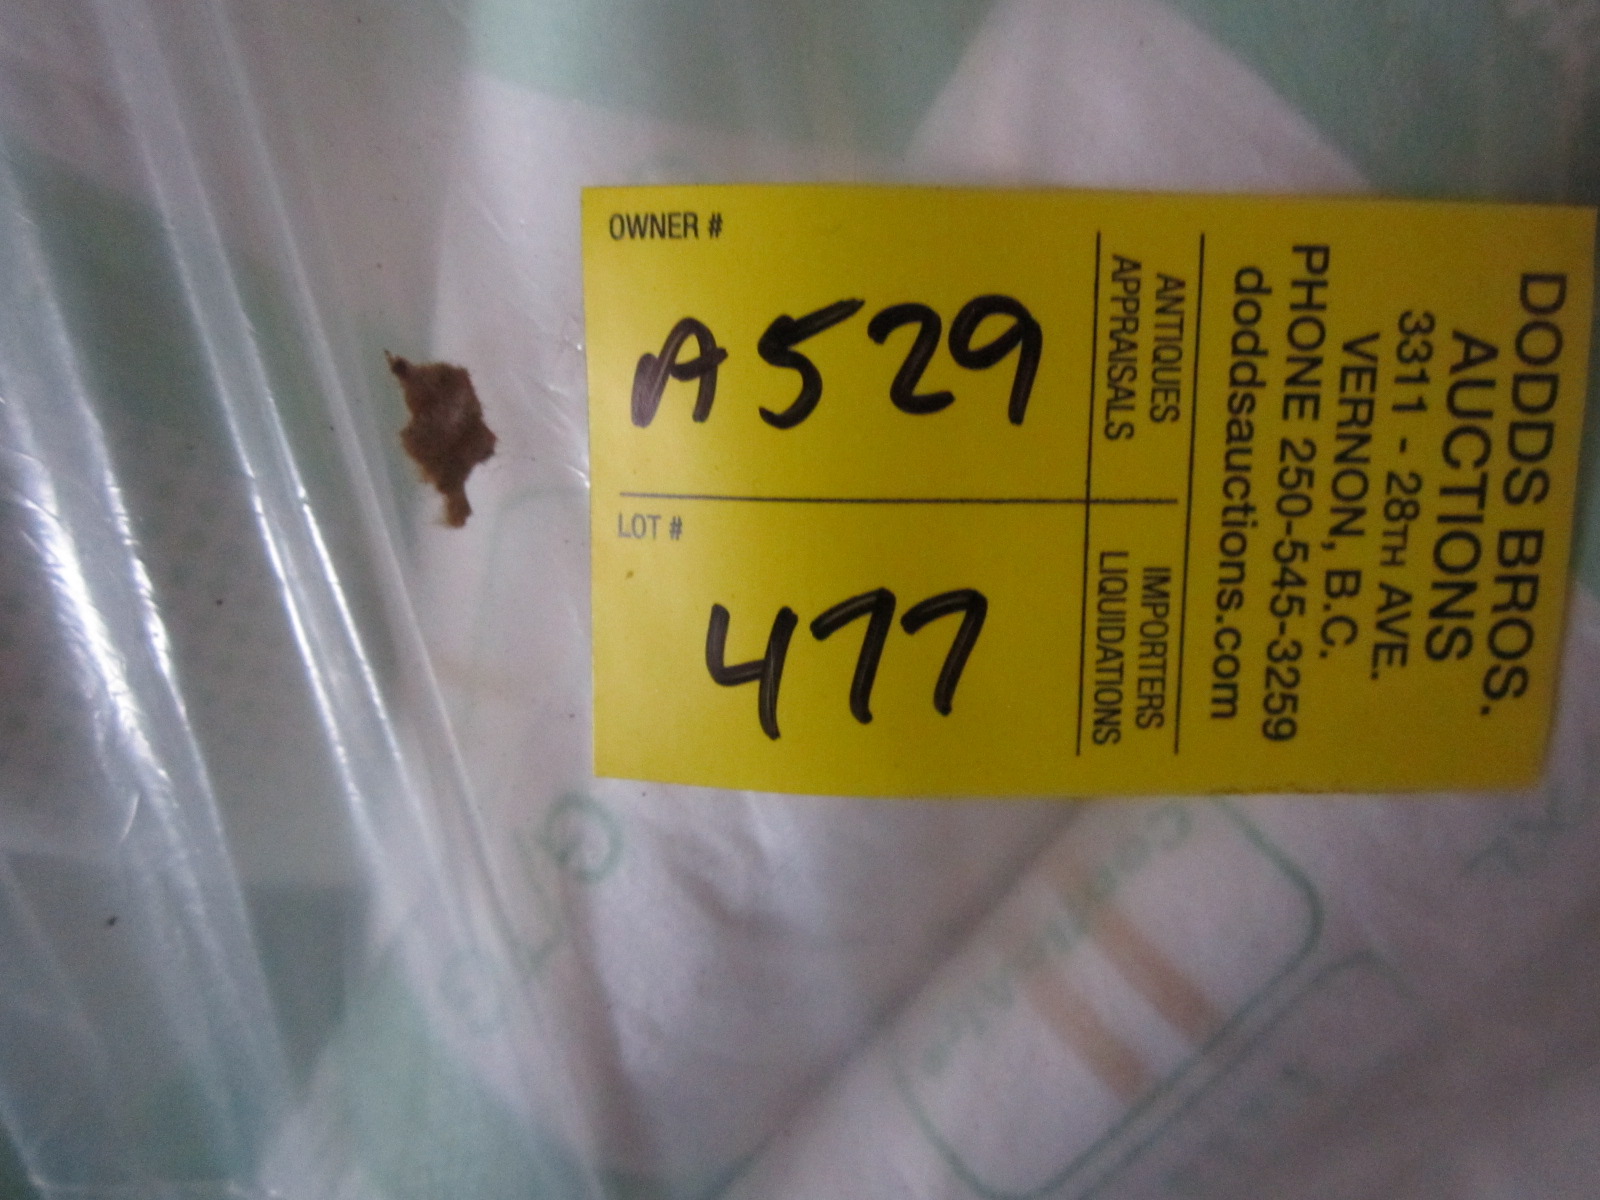 OWNER #
A529
LOT #
477
DODDS BROS.
AUCTIONS
3311 - 28TH AVE.
VERNON, B.C.
PHONE 250-545-3259
doddsauctions.com
ANTIQUES
APPRAISALS
IMPORTERS
LIQUIDATIONS